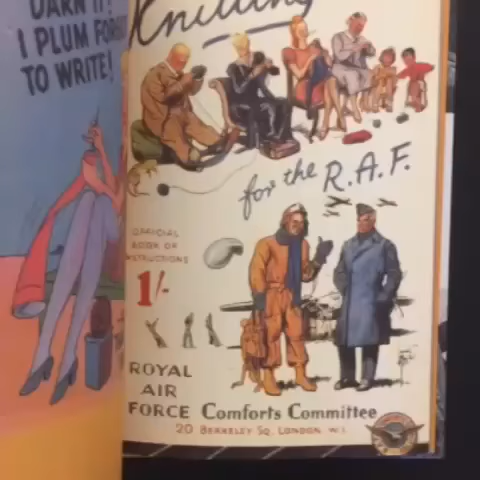 DARN IT!
I PLUM FORGOT
TO WRITE!
Knitting
for the R.A.F.
OFFICIAL
BOOK OF
INSTRUCTIONS
1/-
ROYAL
AIR
FORCE Comforts Committee
20 BERKELEY SQ. LONDON W.1.